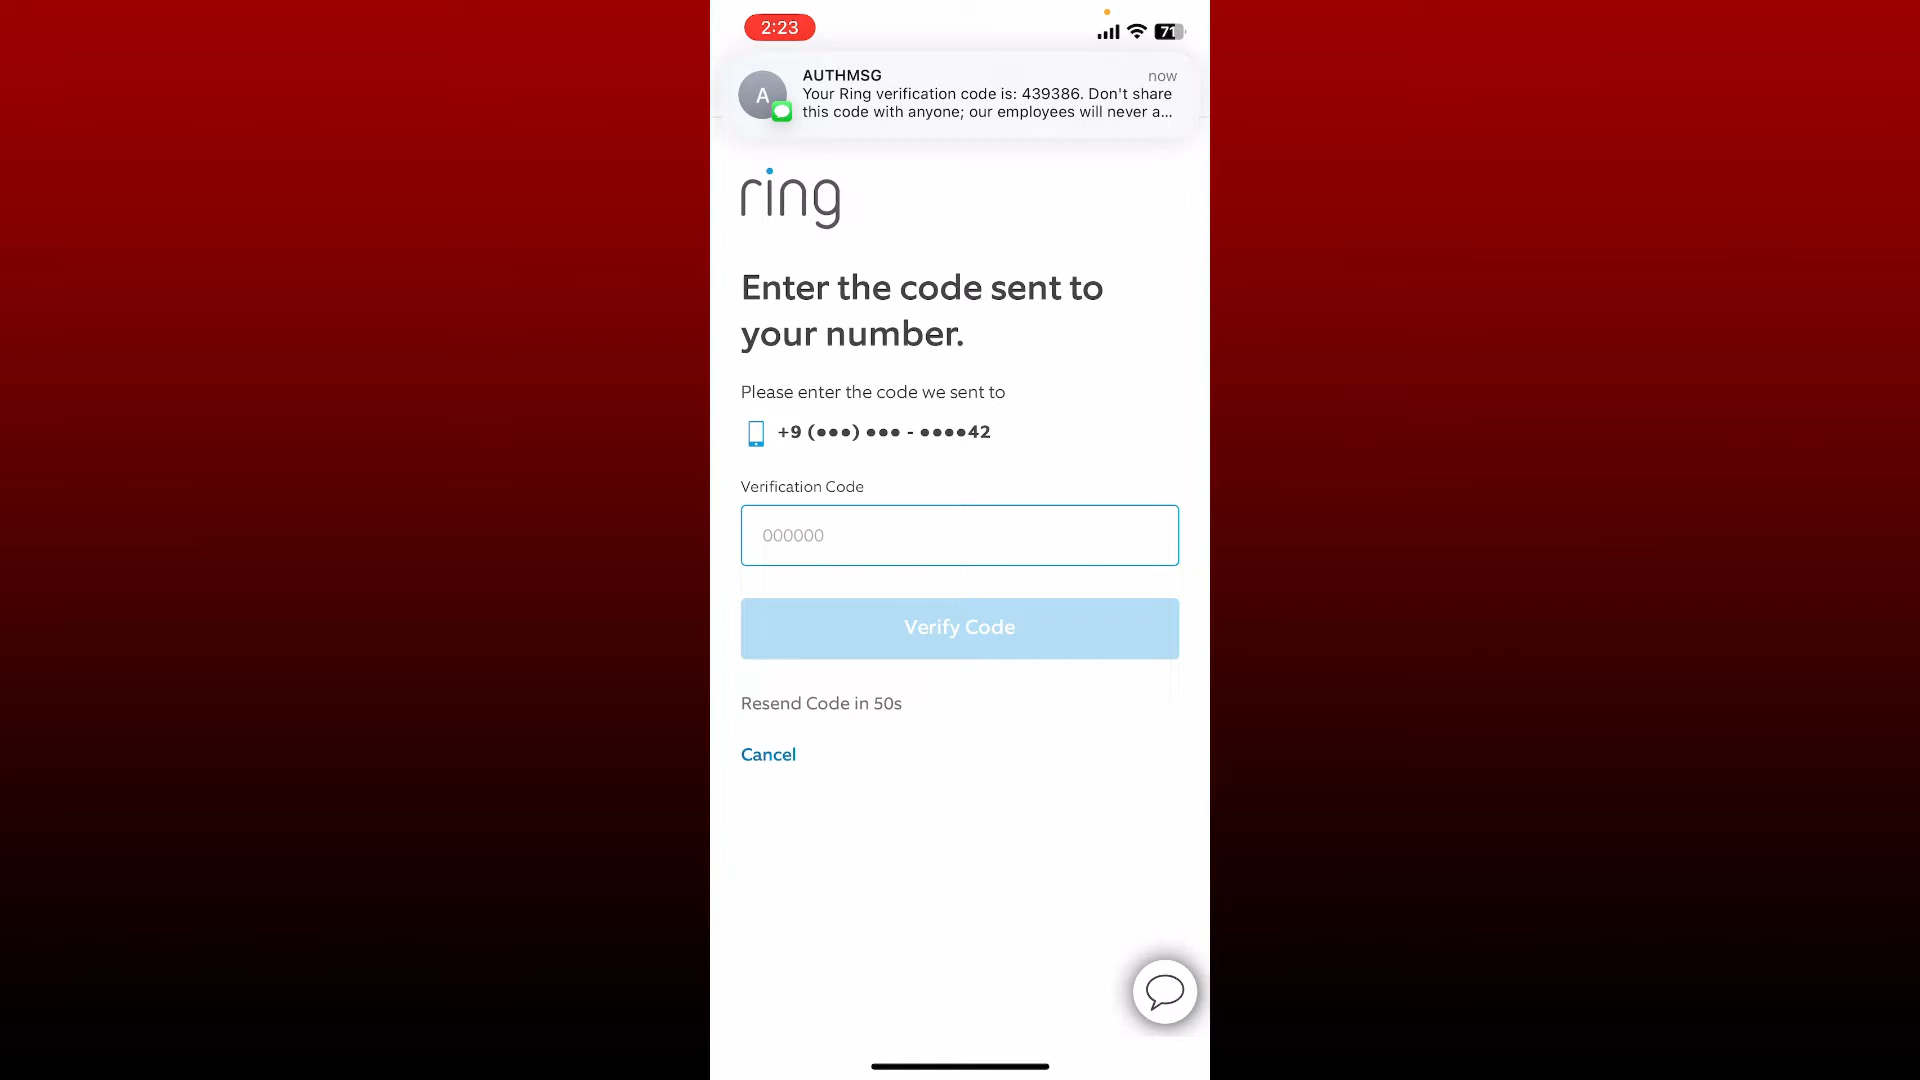 2:23
71
AUTHMSG
now
A
Your Ring verification code is: 439386. Don't share
this code with anyone; our employees will never a...
ring
Enter the code sent to
your number.
Please enter the code we sent to
+9 (•••) ••• - ••••42
Verification Code
000000
Verify Code
Resend Code in 50s
Cancel